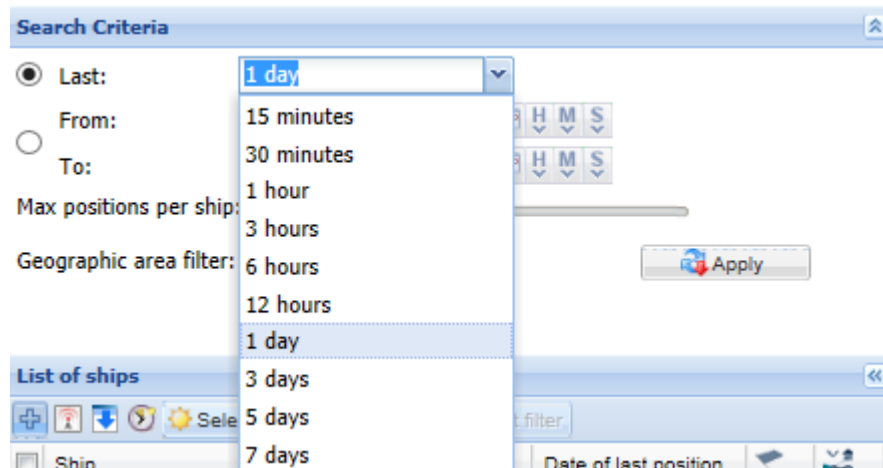 Search Criteria
Last: 1 day
15 minutes
From: H M S
30 minutes
To: H M S
1 hour
Max positions per ship:
3 hours
Geographic area filter: 6 hours Apply
12 hours
1 day
List of ships 3 days
Sele 5 days filter
7 days
Ship Date of last position